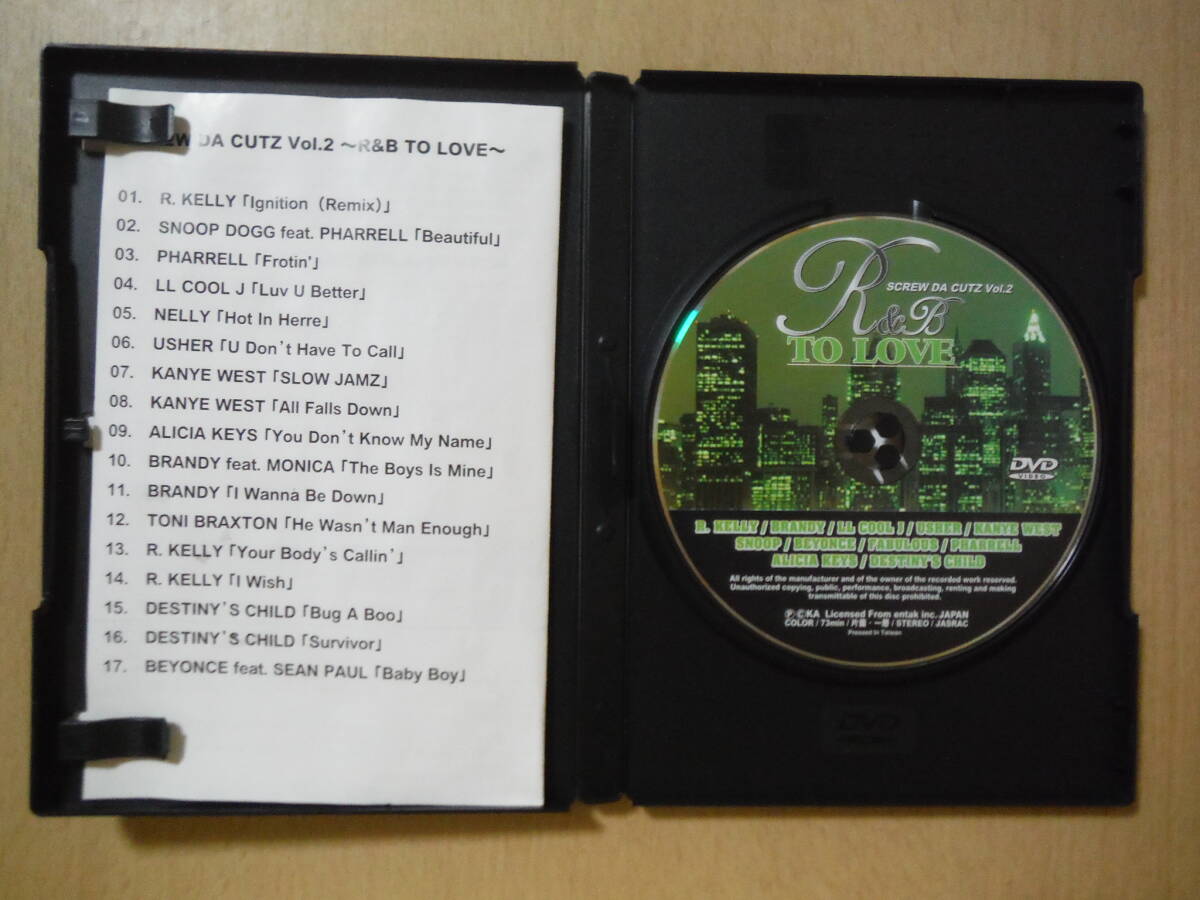 EW DA CUTZ Vol.2 ～R&B TO LOVE～
01. R. KELLY「Ignition（Remix）」
02. SNOOP DOGG feat. PHARRELL「Beautiful」
03. PHARRELL「Frotin'」
04. LL COOL J「Luv U Better」
05. NELLY「Hot In Herre」
06. USHER「U Don't Have To Call」
07. KANYE WEST「SLOW JAMZ」
08. KANYE WEST「All Falls Down」
09. ALICIA KEYS「You Don't Know My Name」
10. BRANDY feat. MONICA「The Boys Is Mine」
11. BRANDY「I Wanna Be Down」
12. TONI BRAXTON「He Wasn't Man Enough」
13. R. KELLY「Your Body's Callin'」
14. R. KELLY「I Wish」
15. DESTINY'S CHILD「Bug A Boo」
16. DESTINY'S CHILD「Survivor」
17. BEYONCE feat. SEAN PAUL「Baby Boy」
SCREW DA CUTZ Vol.2
R&B
TO LOVE
DVD
VIDEO
R. KELLY / BRANDY / LL COOL J / USHER / KANYE WEST
SNOOP / BEYONCE / FABULOUS / PHARRELL
ALICIA KEYS / DESTINY'S CHILD
All rights of the manufacturer and of the owner of the recorded work reserved.
Unauthorized copying, public, performance, broadcasting, renting and making
transmittable of this disc prohibited.
ⓅⒸKA Licensed From entak inc. JAPAN
COLOR / 73min / 片面・一層 / STEREO / JASRAC
Pressed in Taiwan
DVD